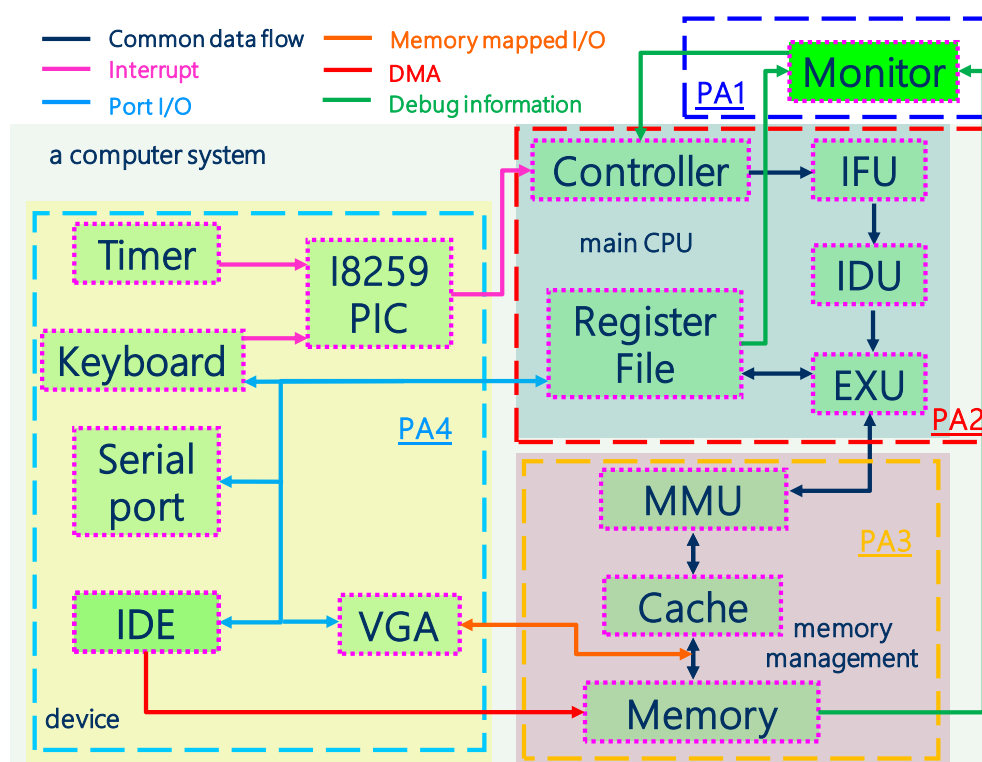 Common data flow
Memory mapped I/O
Interrupt
DMA
Port I/O
Debug information
Monitor
PA1
a computer system
Controller
IFU
main CPU
Timer
I8259
PIC
IDU
Register
File
Keyboard
EXU
PA4
PA2
Serial
port
MMU
PA3
Cache
IDE
VGA
memory
management
device
Memory